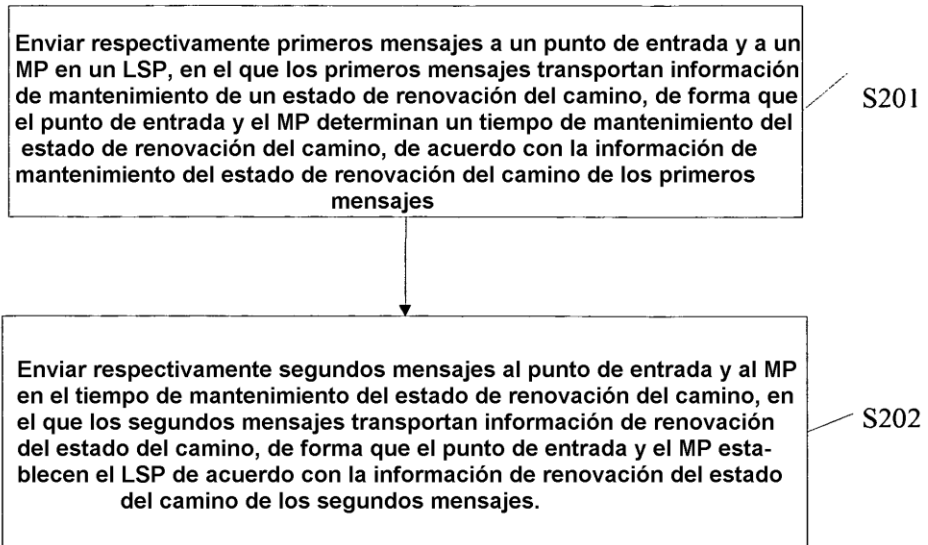 Enviar respectivamente primeros mensajes a un punto de entrada y a un
MP en un LSP, en el que los primeros mensajes transportan información
de mantenimiento de un estado de renovación del camino, de forma que
el punto de entrada y el MP determinan un tiempo de mantenimiento del
estado de renovación del camino, de acuerdo con la información de
mantenimiento del estado de renovación del camino de los primeros
mensajes
S201
Enviar respectivamente segundos mensajes al punto de entrada y al MP
en el tiempo de mantenimiento del estado de renovación del camino, en
el que los segundos mensajes transportan información de renovación
del estado del camino, de forma que el punto de entrada y el MP esta-
blecen el LSP de acuerdo con la información de renovación del estado
del camino de los segundos mensajes.
S202